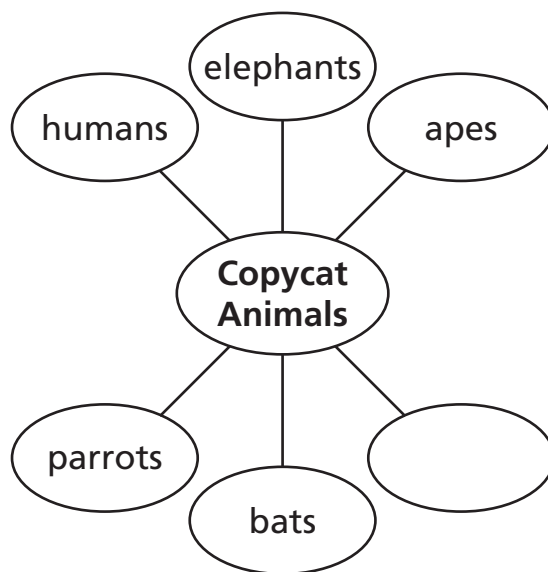 elephants
humans
apes
Copycat
Animals
parrots
bats